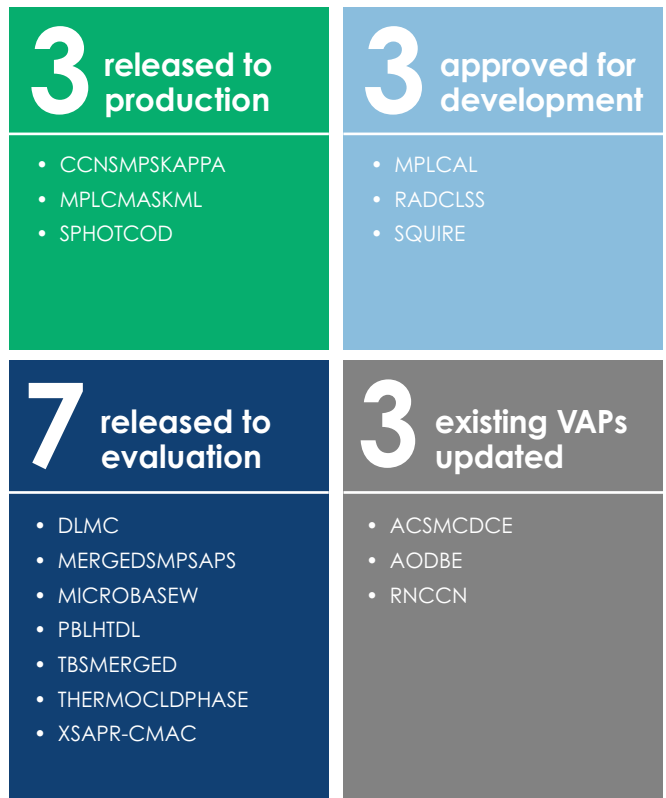 3 released to
production
• CCNSMPSKAPPA
• MPLCMASKML
• SPHOTCOD
3 approved for
development
• MPLCAL
• RADCLSS
• SQUIRE
7 released to
evaluation
• DLMC
• MERGEDSMPSAPS
• MICROBASEW
• PBLHTDL
• TBSMERGED
• THERMOCLDPHASE
• XSAPR-CMAC
3 existing VAPs
updated
• ACSMCDCE
• AODBE
• RNCCN